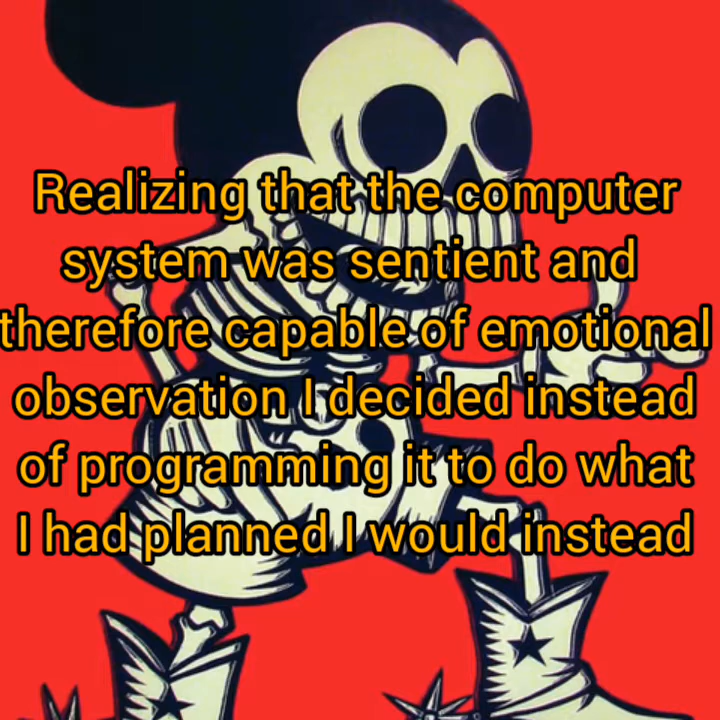 Realizing that the computer
system was sentient and
therefore capable of emotional
observation I decided instead
of programming it to do what
I had planned I would instead